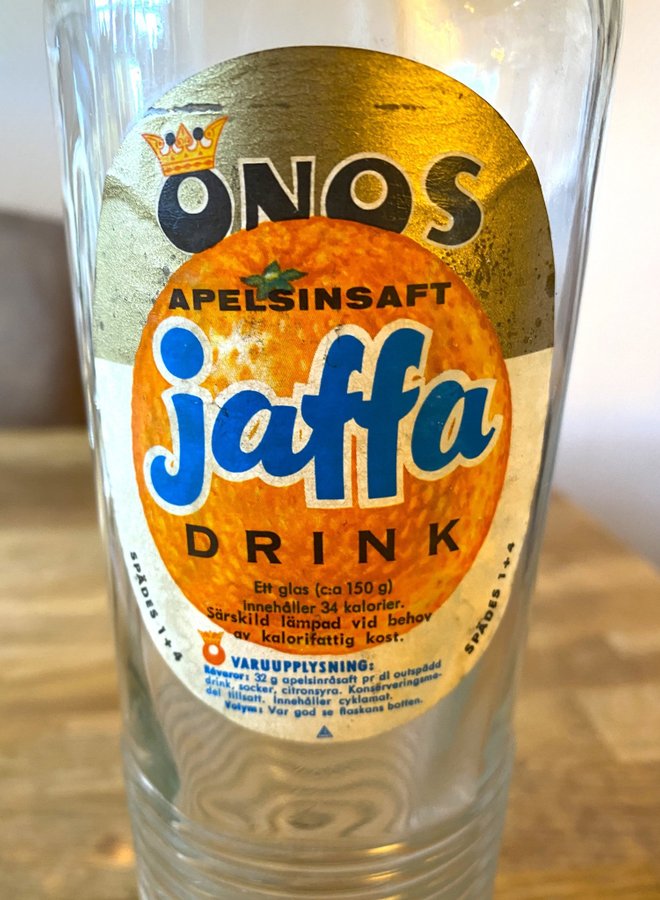 ONOS
APELSINSAFT
jaffa
DRINK
Ett glas (c:a 150 g)
innehåller 34 kalorier.
Särskild lämpad vid behov
av kalorifattig kost.
SPÄDES 1+4
SPÄDES 1+4
VARUUPPLYSNING:
Råvaror: 32 g apelsinråsaft pr dl outspädd
drink, socker, citronsyra. Konserveringsme-
del tillsatt. Innehåller cyklamat.
Volym: Var god se flaskans botten.